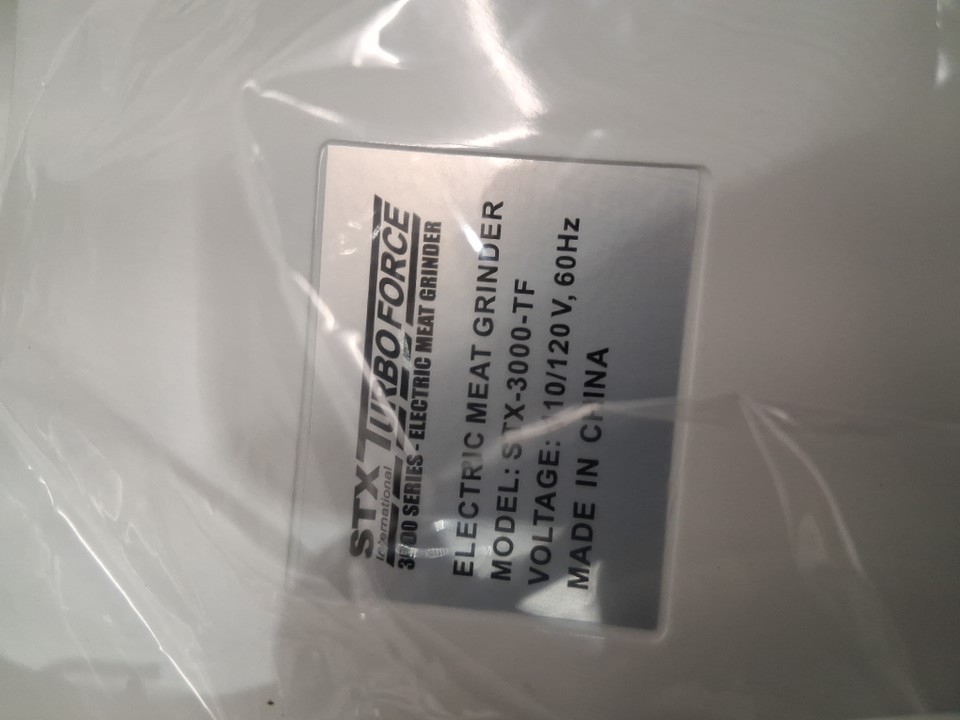 STX TURBOFORCE
International
3000 SERIES - ELECTRIC MEAT GRINDER
ELECTRIC MEAT GRINDER
MODEL: STX-3000-TF
VOLTAGE: 110/120 V, 60Hz
MADE IN CHINA